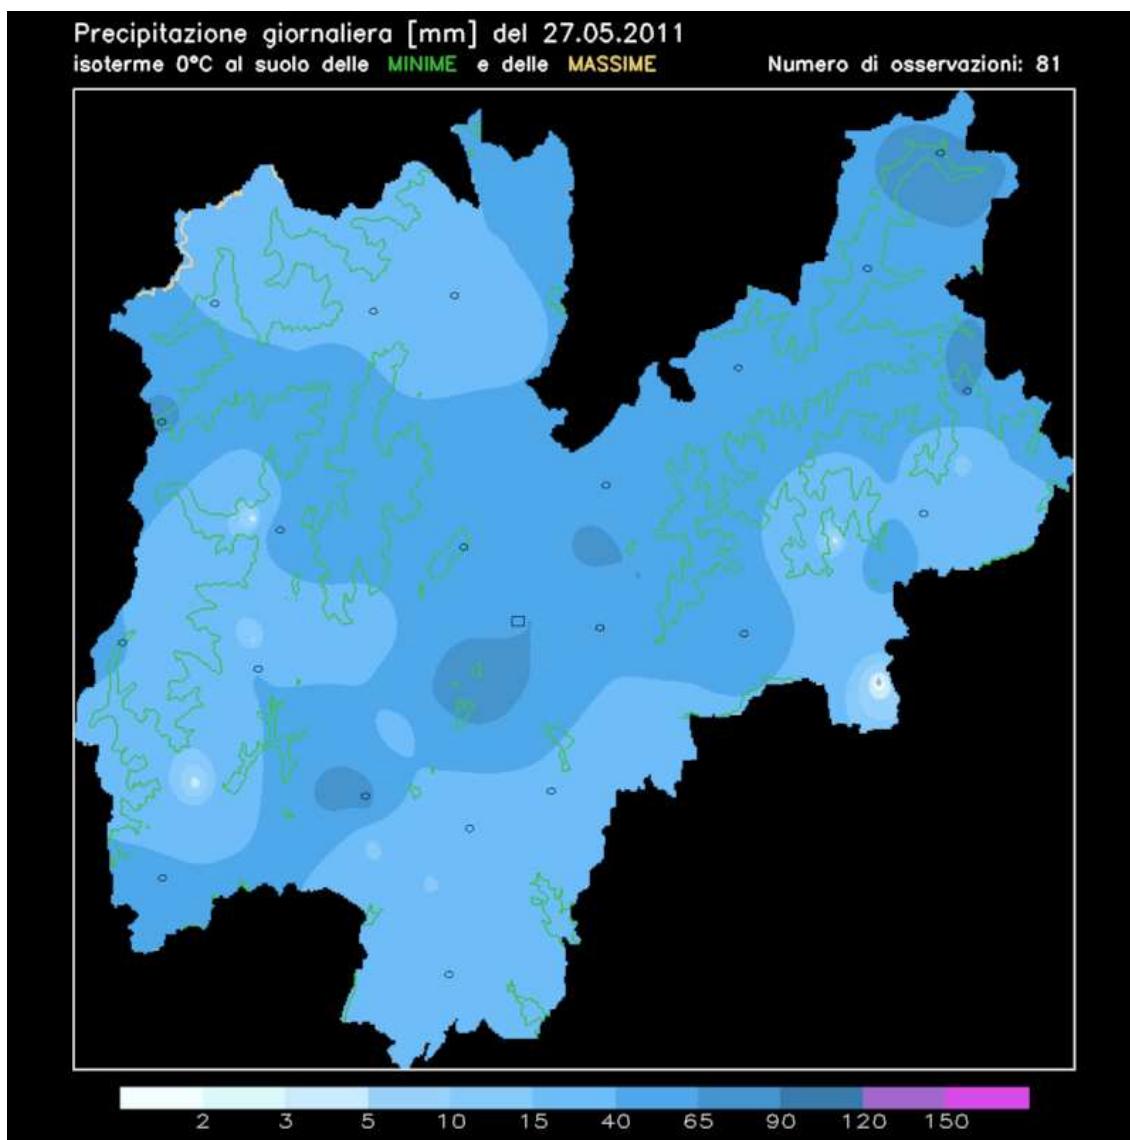 Precipitazione giornaliera [mm] del 27.05.2011
isoterme 0°C al suolo delle MINIME e delle MASSIME Numero di osservazioni: 81
2 3 5 10 15 40 65 90 120 150